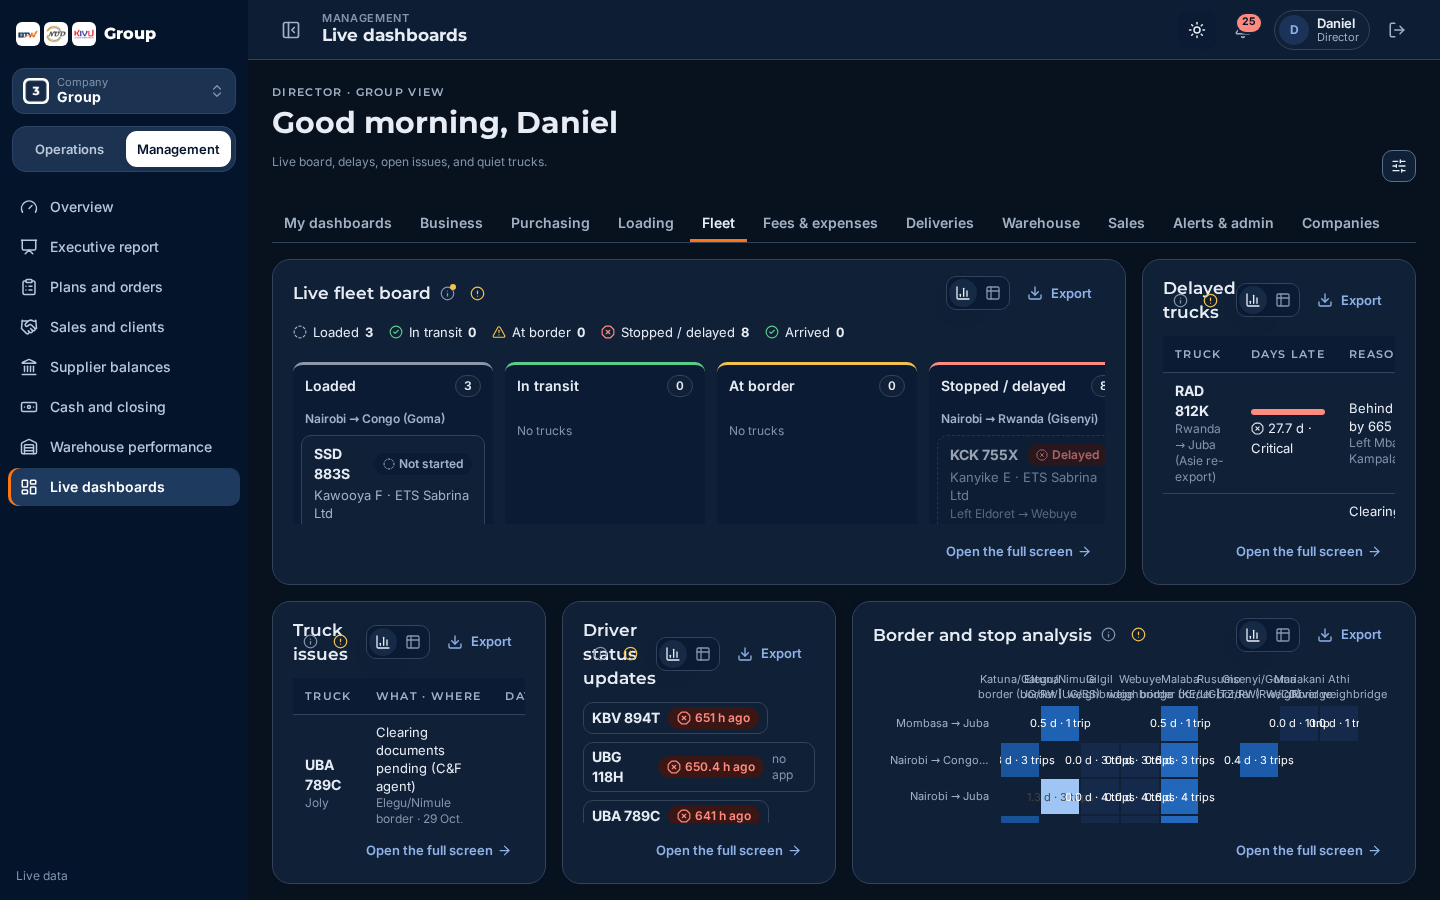 BTW NUP KIVU Group
MANAGEMENT
Live dashboards
25
D Daniel
Director
3 Company
Group
Operations Management
Overview
Executive report
Plans and orders
Sales and clients
Supplier balances
Cash and closing
Warehouse performance
Live dashboards
Live data
DIRECTOR · GROUP VIEW
Good morning, Daniel
Live board, delays, open issues, and quiet trucks.
My dashboards Business Purchasing Loading Fleet Fees & expenses Deliveries Warehouse Sales Alerts & admin Companies
Live fleet board
Export
Loaded 3 In transit 0 At border 0 Stopped / delayed 8 Arrived 0
Loaded 3
Nairobi → Congo (Goma)
SSD
883S
Not started
Kawooya F · ETS Sabrina
Ltd
In transit 0
No trucks
At border 0
No trucks
Stopped / delayed 8
Nairobi → Rwanda (Gisenyi)
KCK 755X Delayed
Kanyike E · ETS Sabrina
Ltd
Left Eldoret → Webuye
Open the full screen →
Delayed
trucks
Export
TRUCK DAYS LATE REASO
RAD
812K
Rwanda
→ Juba
(Asie re-
export)
27.7 d ·
Critical
Behind
by 665
Left Mba
Kampala
Clearing
Open the full screen →
Truck
issues
Export
TRUCK WHAT · WHERE DA
UBA
789C
Joly
Clearing
documents
pending (C&F
agent)
Elegu/Nimule
border · 29 Oct.
Open the full screen →
Driver
status
updates
Export
KBV 894T 651 h ago
UBG
118H
650.4 h ago
no
app
UBA 789C 641 h ago
Open the full screen →
Border and stop analysis
Export
Mombasa → Juba
0.5 d · 1 trip 0.5 d · 1 trip
Nairobi → Congo...
d · 3 trips 0.4 d · 3 trips
Nairobi → Juba
Open the full screen →